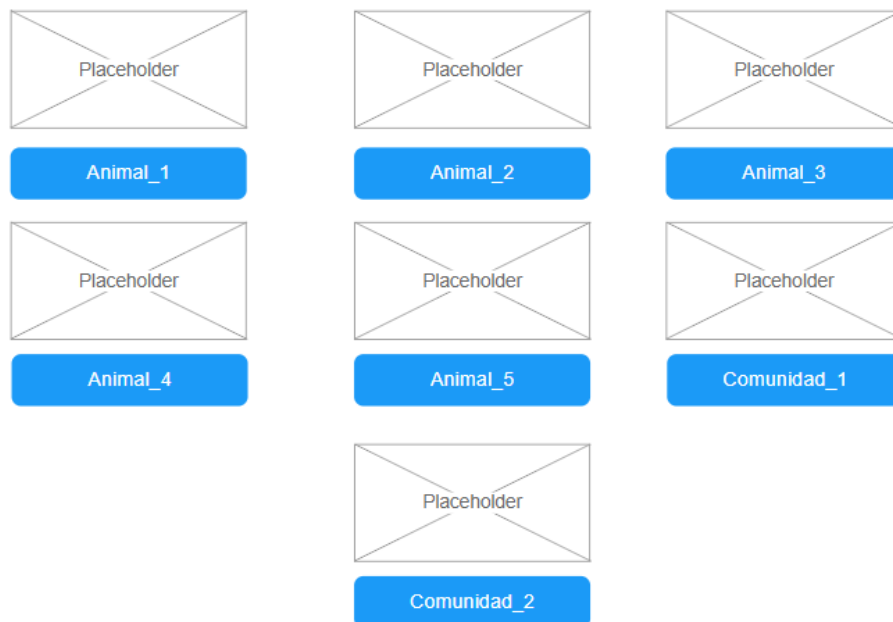 Placeholder
Placeholder
Placeholder
Animal_1
Animal_2
Animal_3
Placeholder
Placeholder
Placeholder
Animal_4
Animal_5
Comunidad_1
Placeholder
Comunidad_2